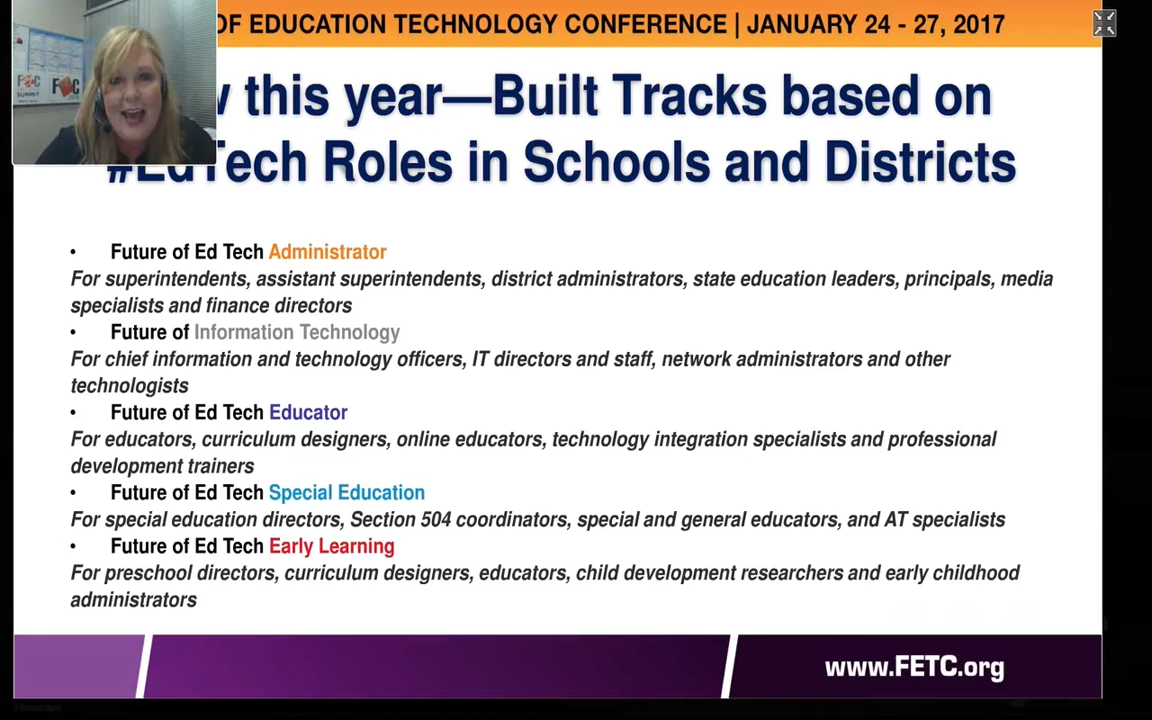 OF EDUCATION TECHNOLOGY CONFERENCE | JANUARY 24 - 27, 2017
this year—Built Tracks based on
#EdTech Roles in Schools and Districts
• Future of Ed Tech Administrator
For superintendents, assistant superintendents, district administrators, state education leaders, principals, media
specialists and finance directors
• Future of Information Technology
For chief information and technology officers, IT directors and staff, network administrators and other
technologists
• Future of Ed Tech Educator
For educators, curriculum designers, online educators, technology integration specialists and professional
development trainers
• Future of Ed Tech Special Education
For special education directors, Section 504 coordinators, special and general educators, and AT specialists
• Future of Ed Tech Early Learning
For preschool directors, curriculum designers, educators, child development researchers and early childhood
administrators
www.FETC.org